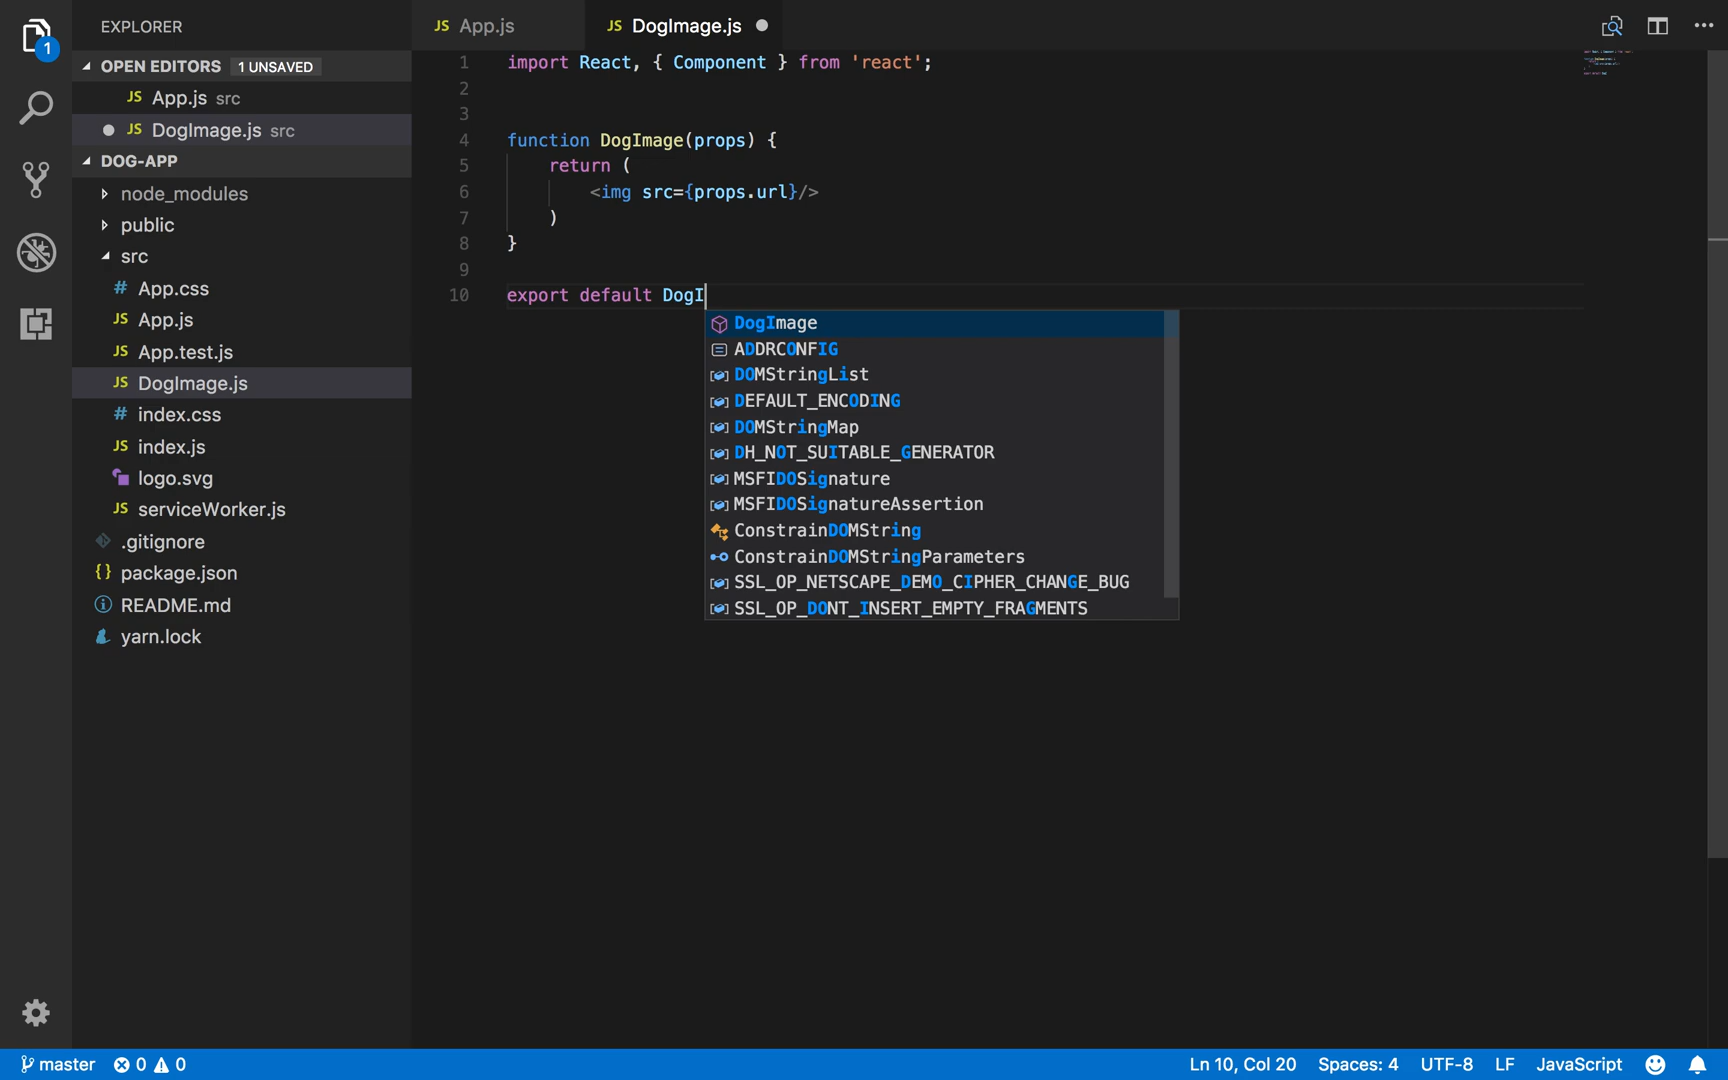 EXPLORER
1
OPEN EDITORS 1 UNSAVED
JS App.js src
JS DogImage.js src
DOG-APP
node_modules
public
src
# App.css
JS App.js
JS App.test.js
JS DogImage.js
# index.css
JS index.js
logo.svg
JS serviceWorker.js
.gitignore
{} package.json
README.md
yarn.lock
JS App.js
JS DogImage.js
1 import React, { Component } from 'react';
2
3
4 function DogImage(props) {
5 return (
6 <img src={props.url}/>
7 )
8 }
9
10 export default DogI
DogImage
ADDRCONFIG
DOMStringList
DEFAULT_ENCODING
DOMStringMap
DH_NOT_SUITABLE_GENERATOR
MSFIDOSignature
MSFIDOSignatureAssertion
ConstrainDOMString
ConstrainDOMStringParameters
SSL_OP_NETSCAPE_DEMO_CIPHER_CHANGE_BUG
SSL_OP_DONT_INSERT_EMPTY_FRAGMENTS
master 0 0 Ln 10, Col 20 Spaces: 4 UTF-8 LF JavaScript